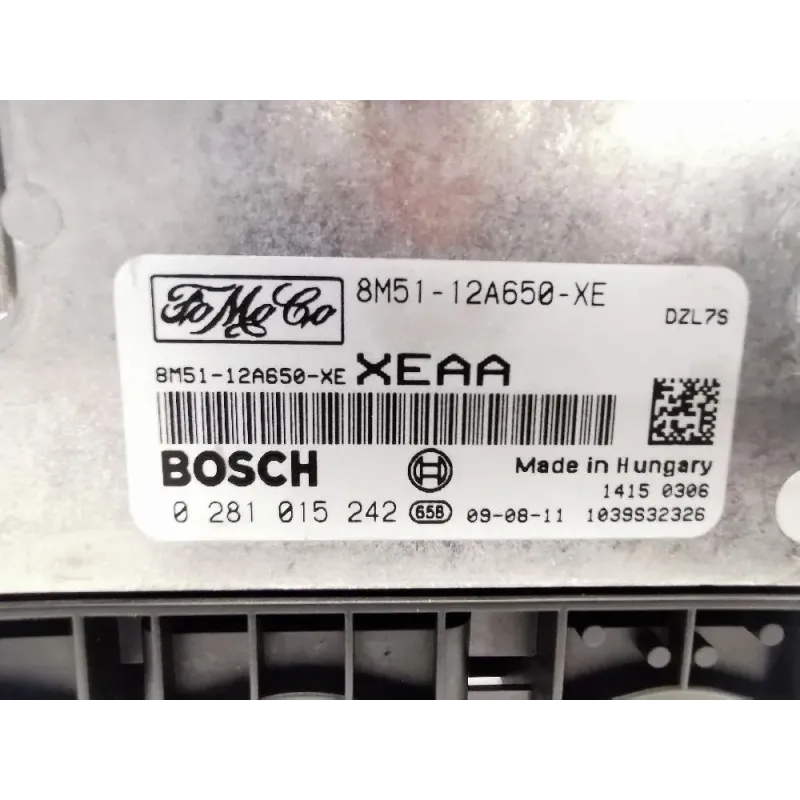 FoMoCo 8M51-12A650-XE
DZL7S
8M51-12A650-XE XEAA
BOSCH Made in Hungary
1415 0306
0 281 015 242 658 09-08-11 1039S32326